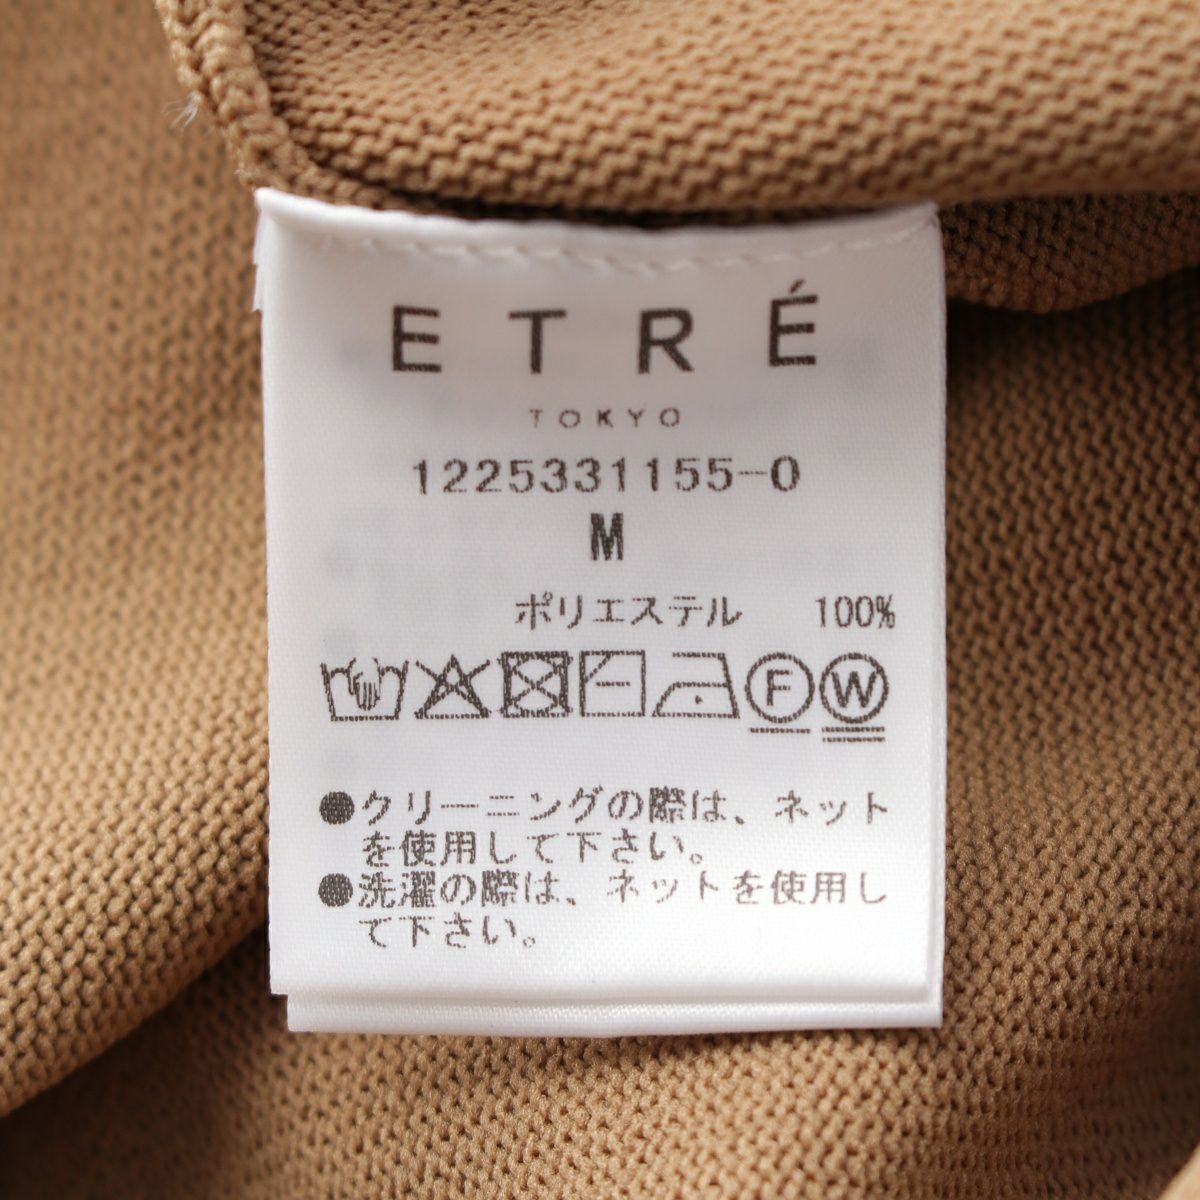 ETRÉ
TOKYO
1225331155-0
M
ポリエステル 100%
F W
●クリーニングの際は、ネット
を使用して下さい。
●洗濯の際は、ネットを使用し
て下さい。